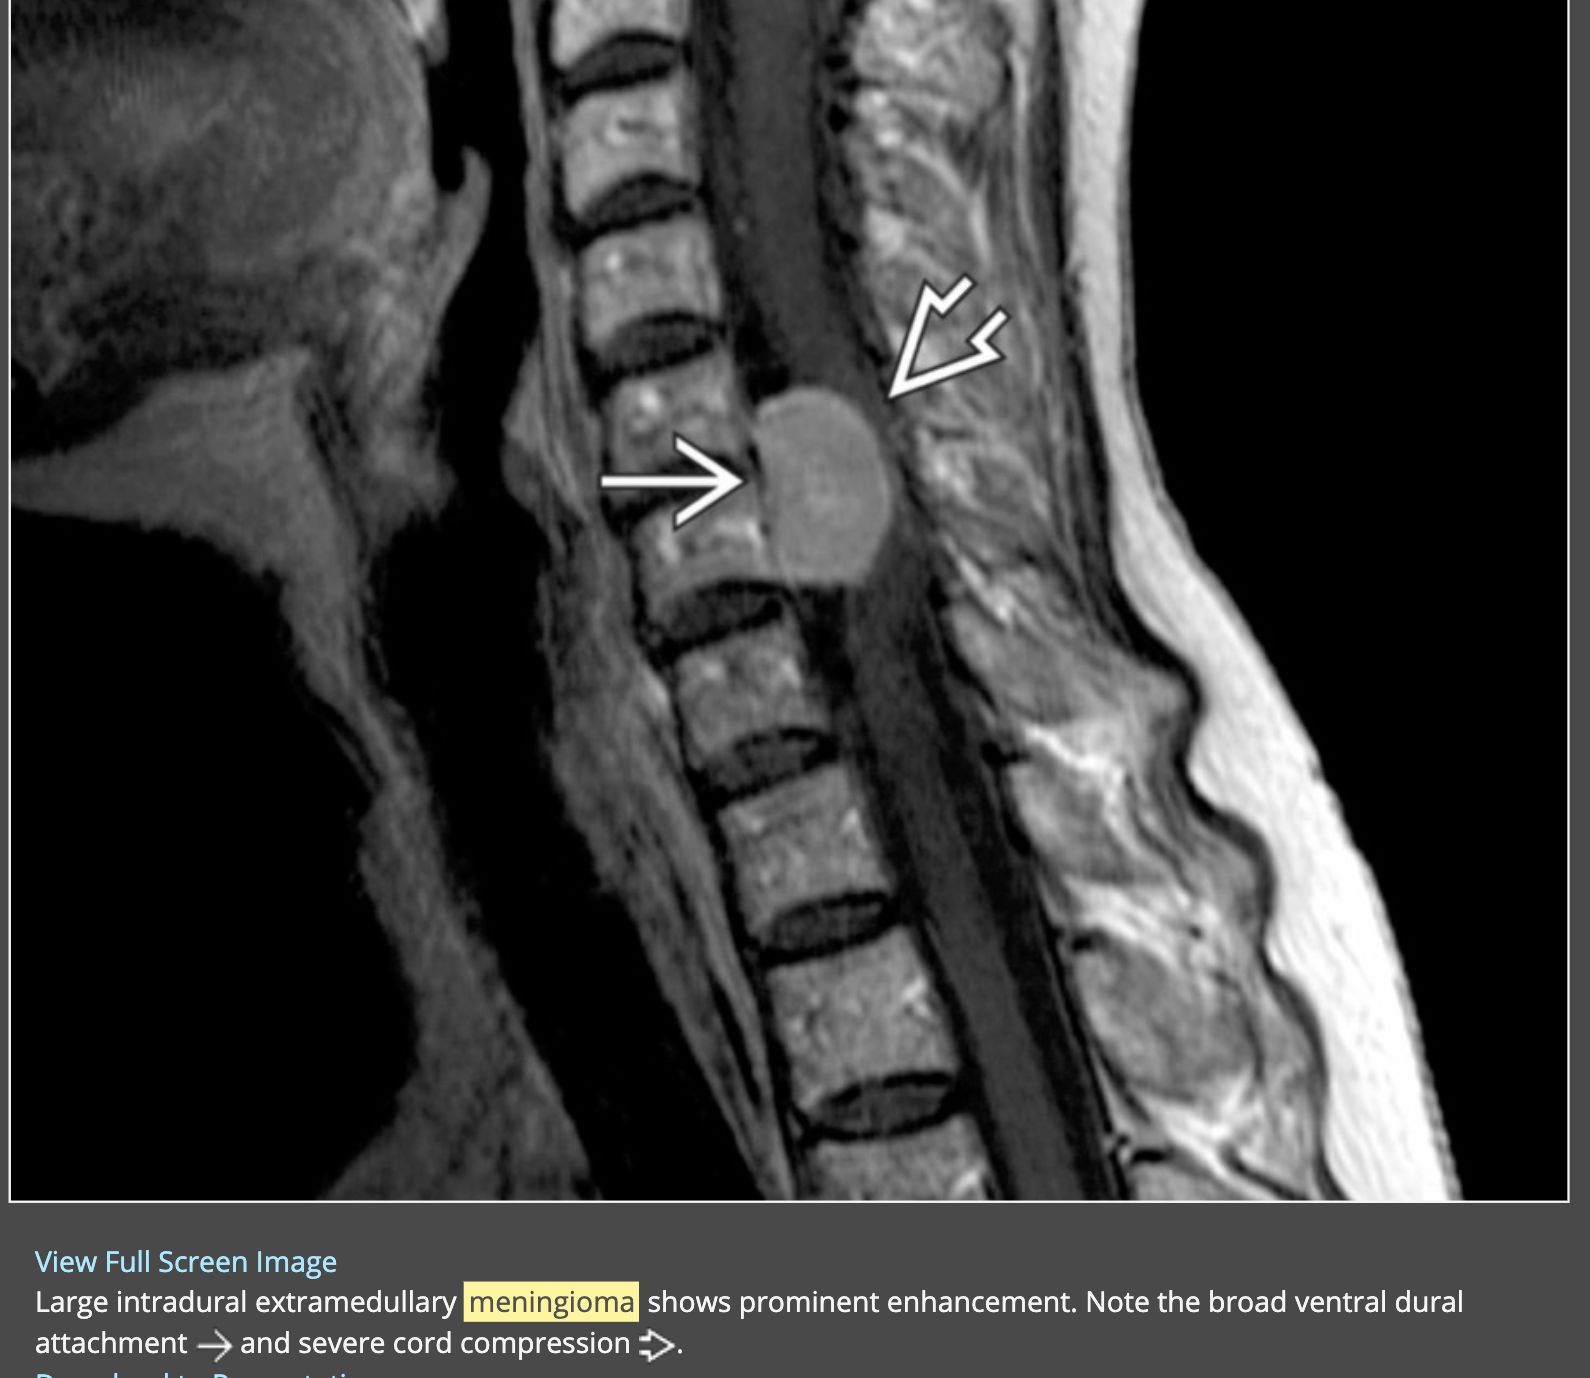 View Full Screen Image
Large intradural extramedullary meningioma shows prominent enhancement. Note the broad ventral dural
attachment and severe cord compression .